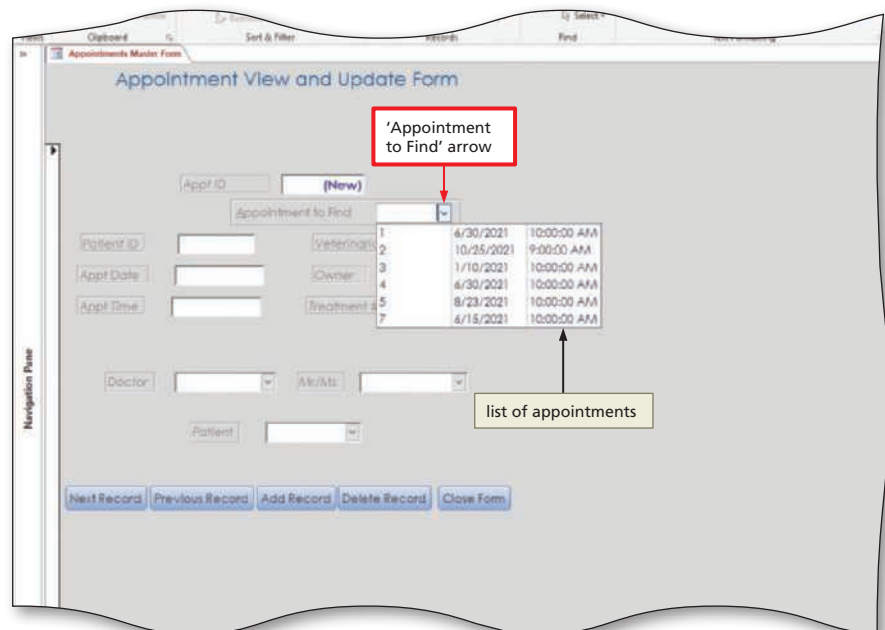 Clipboard
Sort & Filter
Records
Find
Select
Appointments Master Form
Appointment View and Update Form
'Appointment
to Find' arrow
Appt ID
(New)
Appointment to Find
1 6/30/2021 10:00:00 AM
2 10/25/2021 9:00:00 AM
3 1/10/2021 10:00:00 AM
4 6/30/2021 10:00:00 AM
5 8/23/2021 10:00:00 AM
7 6/15/2021 10:00:00 AM
Patient ID
Appt Date
Owner
Appt Time
Treatment
list of appointments
Doctor
Mr/Ms
Patient
Navigation Pane
Next Record Previous Record Add Record Delete Record Close Form